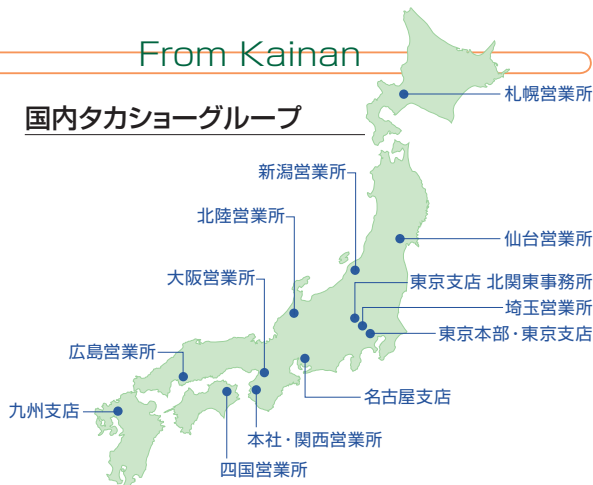 From Kainan
国内タカショーグループ
札幌営業所
新潟営業所
北陸営業所
仙台営業所
大阪営業所
東京支店 北関東事務所
埼玉営業所
東京本部・東京支店
広島営業所
名古屋支店
九州支店
本社・関西営業所
四国営業所